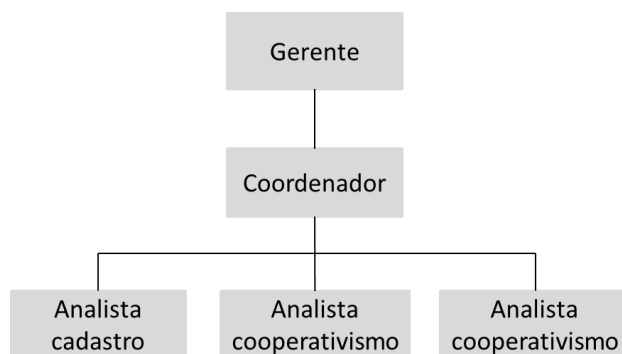 Gerente
Coordenador
Analista
cadastro
Analista
cooperativismo
Analista
cooperativismo